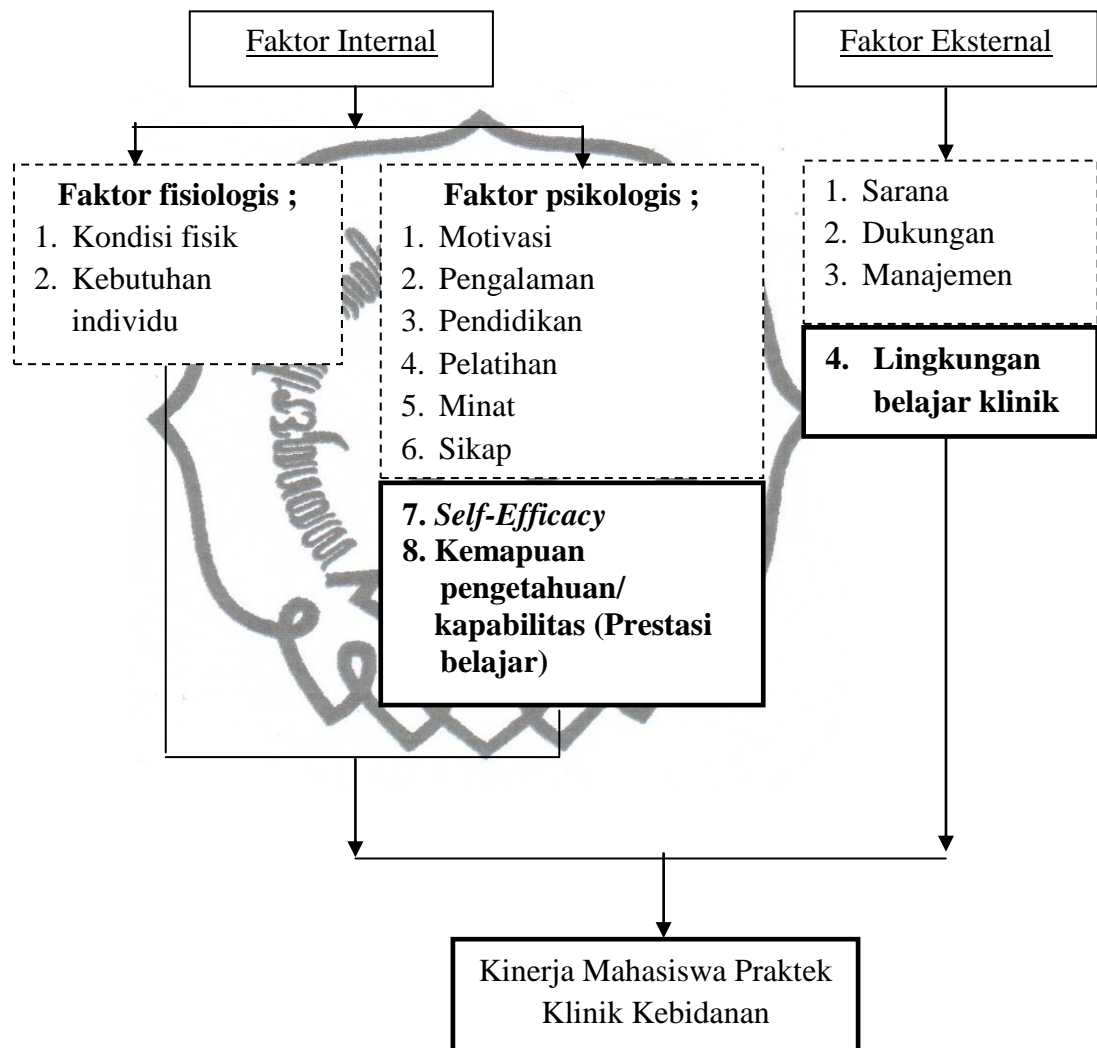 Faktor Internal
Faktor Eksternal
Faktor fisiologis ;
1. Kondisi fisik
2. Kebutuhan
individu
Faktor psikologis ;
1. Motivasi
2. Pengalaman
3. Pendidikan
4. Pelatihan
5. Minat
6. Sikap
7. Self-Efficacy
8. Kemapuan
pengetahuan/
kapabilitas (Prestasi
belajar)
1. Sarana
2. Dukungan
3. Manajemen
4. Lingkungan
belajar klinik
Kinerja Mahasiswa Praktek
Klinik Kebidanan